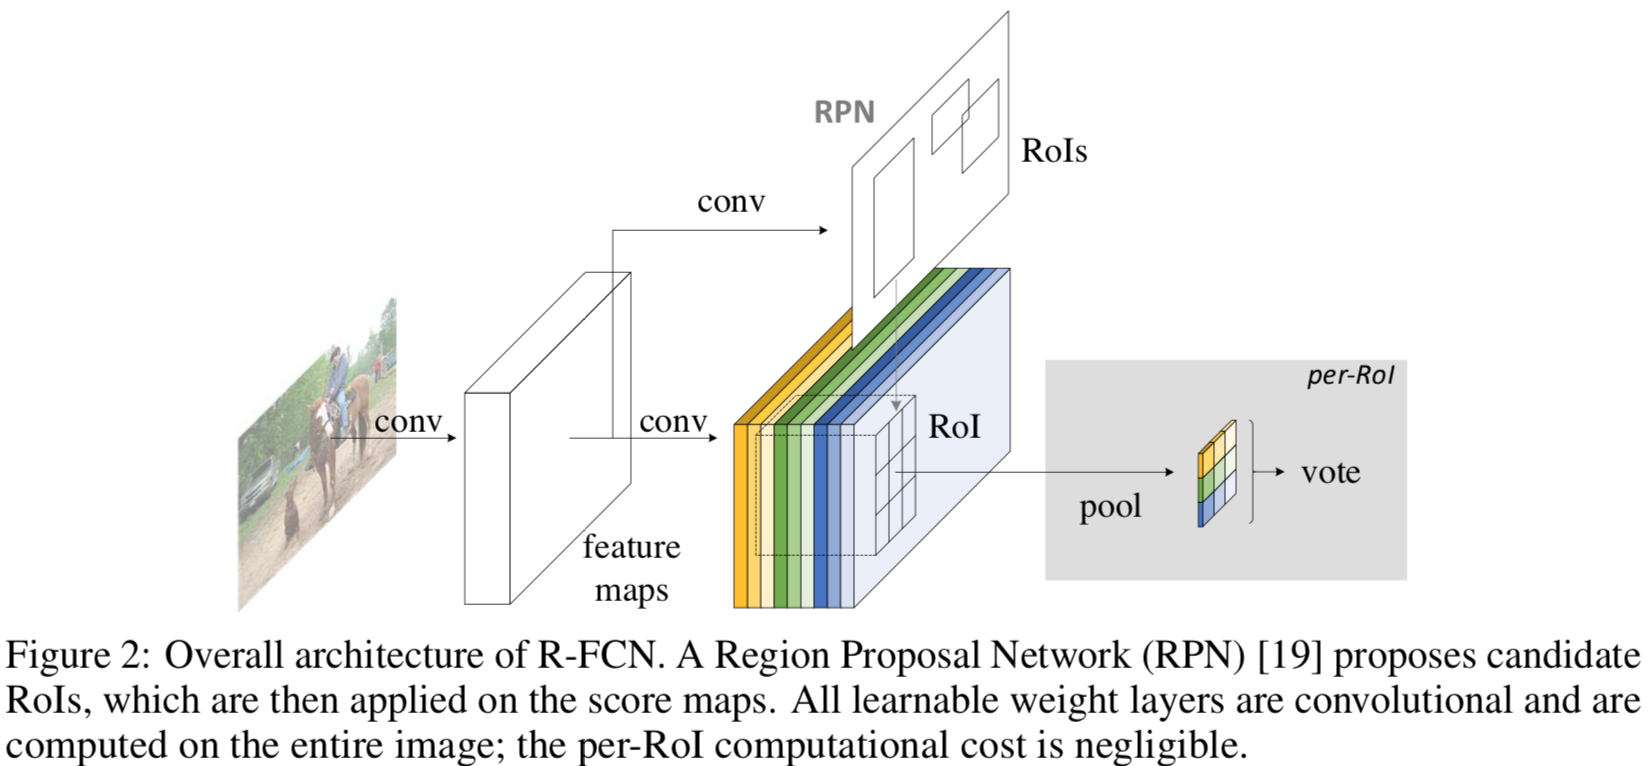 RPN
RoIs
conv
conv
conv
RoI
per-RoI
feature
maps
pool
vote
Figure 2: Overall architecture of R-FCN. A Region Proposal Network (RPN) [19] proposes candidate
RoIs, which are then applied on the score maps. All learnable weight layers are convolutional and are
computed on the entire image; the per-RoI computational cost is negligible.